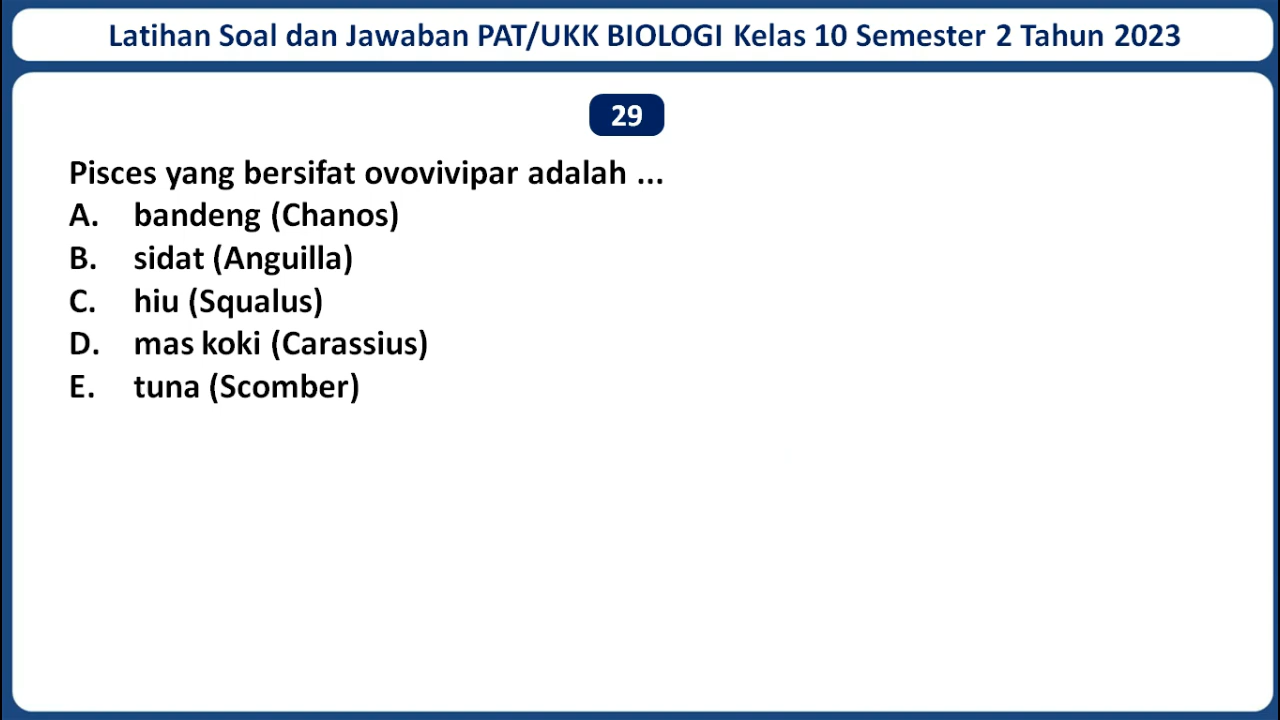 Latihan Soal dan Jawaban PAT/UKK BIOLOGI Kelas 10 Semester 2 Tahun 2023
29
Pisces yang bersifat ovovivipar adalah ...
A. bandeng (Chanos)
B. sidat (Anguilla)
C. hiu (Squalus)
D. mas koki (Carassius)
E. tuna (Scomber)